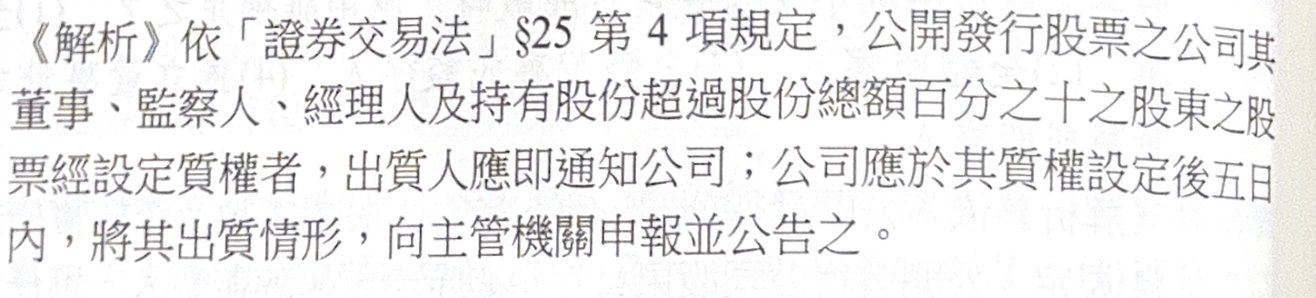 《解析》依「證券交易法」§25 第 4 項規定，公開發行股票之公司其
董事、監察人、經理人及持有股份超過股份總額百分之十之股東之股
票經設定質權者，出質人應即通知公司；公司應於其質權設定後五日
內，將其出質情形，向主管機關申報並公告之。